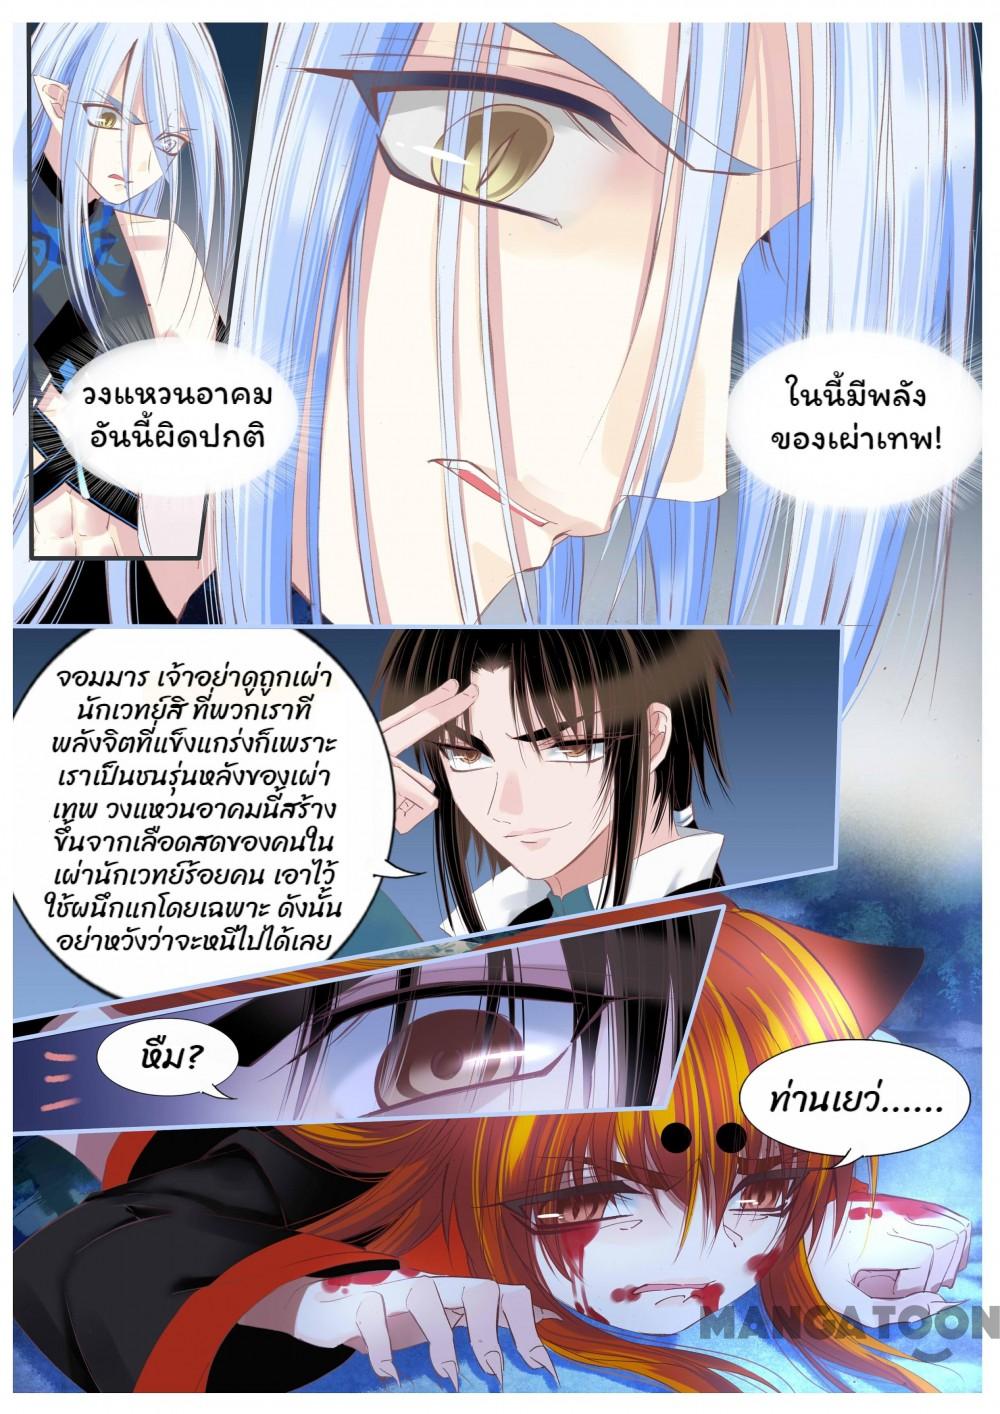 วงแหวนอาคม
อันนี้ผิดปกติ
ในนี้มีพลัง
ของเผ่าเทพ!
จอมมาร เจ้าอย่าดูถูกเผ่า
นักเวทย์สิ ที่พวกเราที
พลังจิตที่แข็งแกร่งก็เพราะ
เราเป็นชนรุ่นหลังของเผ่า
เทพ วงแหวนอาคมนี้สร้าง
ขึ้นจากเลือดสดของคนใน
เผ่านักเวทย์ร้อยคน เอาไว้
ใช้ผนึกแกโดยเฉพาะ ดังนั้น
อย่าหวังว่าจะหนีไปได้เลย
หืม?
ท่านเยว่......
MANGATOON